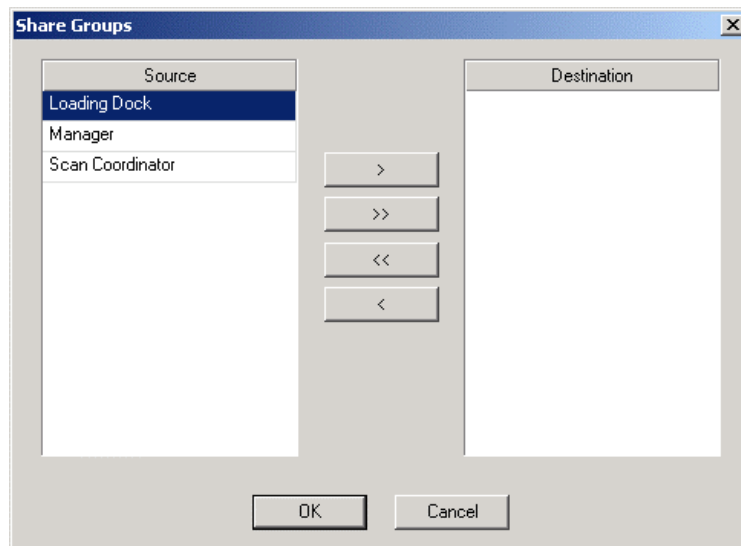 Share Groups
Source
Destination
Loading Dock
Manager
Scan Coordinator
>
>>
<<
<
OK
Cancel